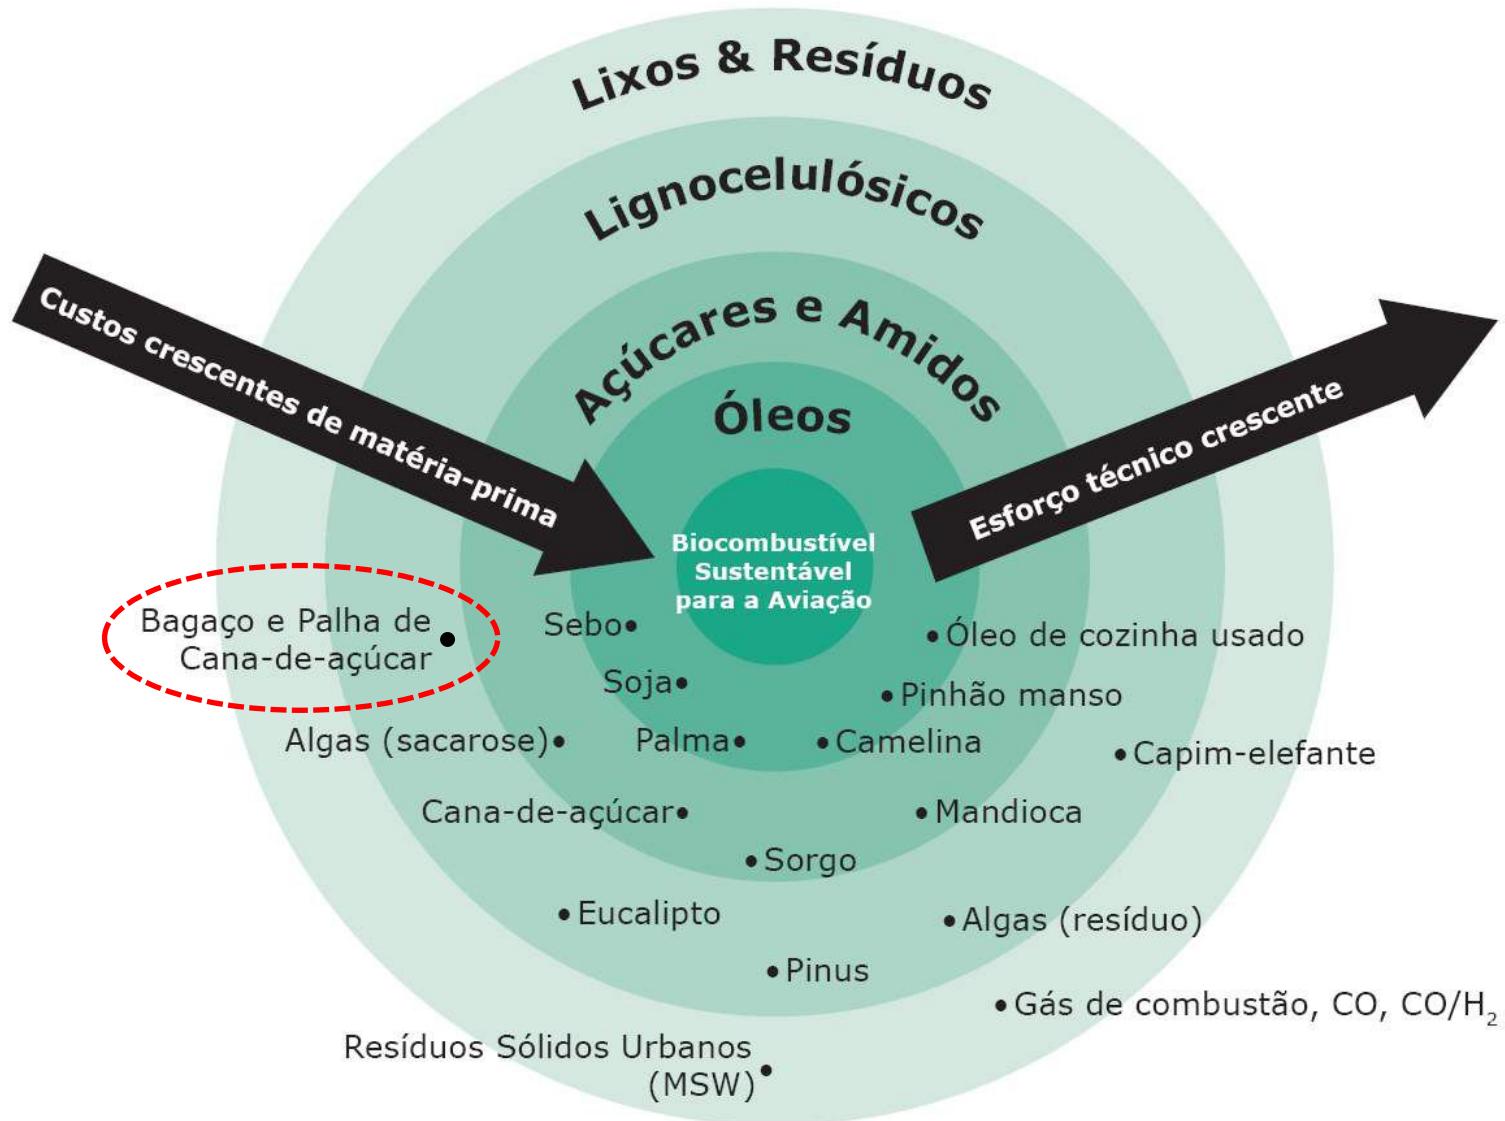 Lixos & Resíduos
Lignocelulósicos
Açúcares e Amidos
Óleos
Custos crescentes de matéria-prima
Esforço técnico crescente
Biocombustível
Sustentável
para a Aviação
Bagaço e Palha de
Cana-de-açúcar
Sebo
Óleo de cozinha usado
Soja
Pinhão manso
Algas (sacarose)
Palma
Camelina
Capim-elefante
Cana-de-açúcar
Mandioca
Sorgo
Eucalipto
Algas (resíduo)
Pinus
Gás de combustão, CO, CO/H₂
Resíduos Sólidos Urbanos
(MSW)